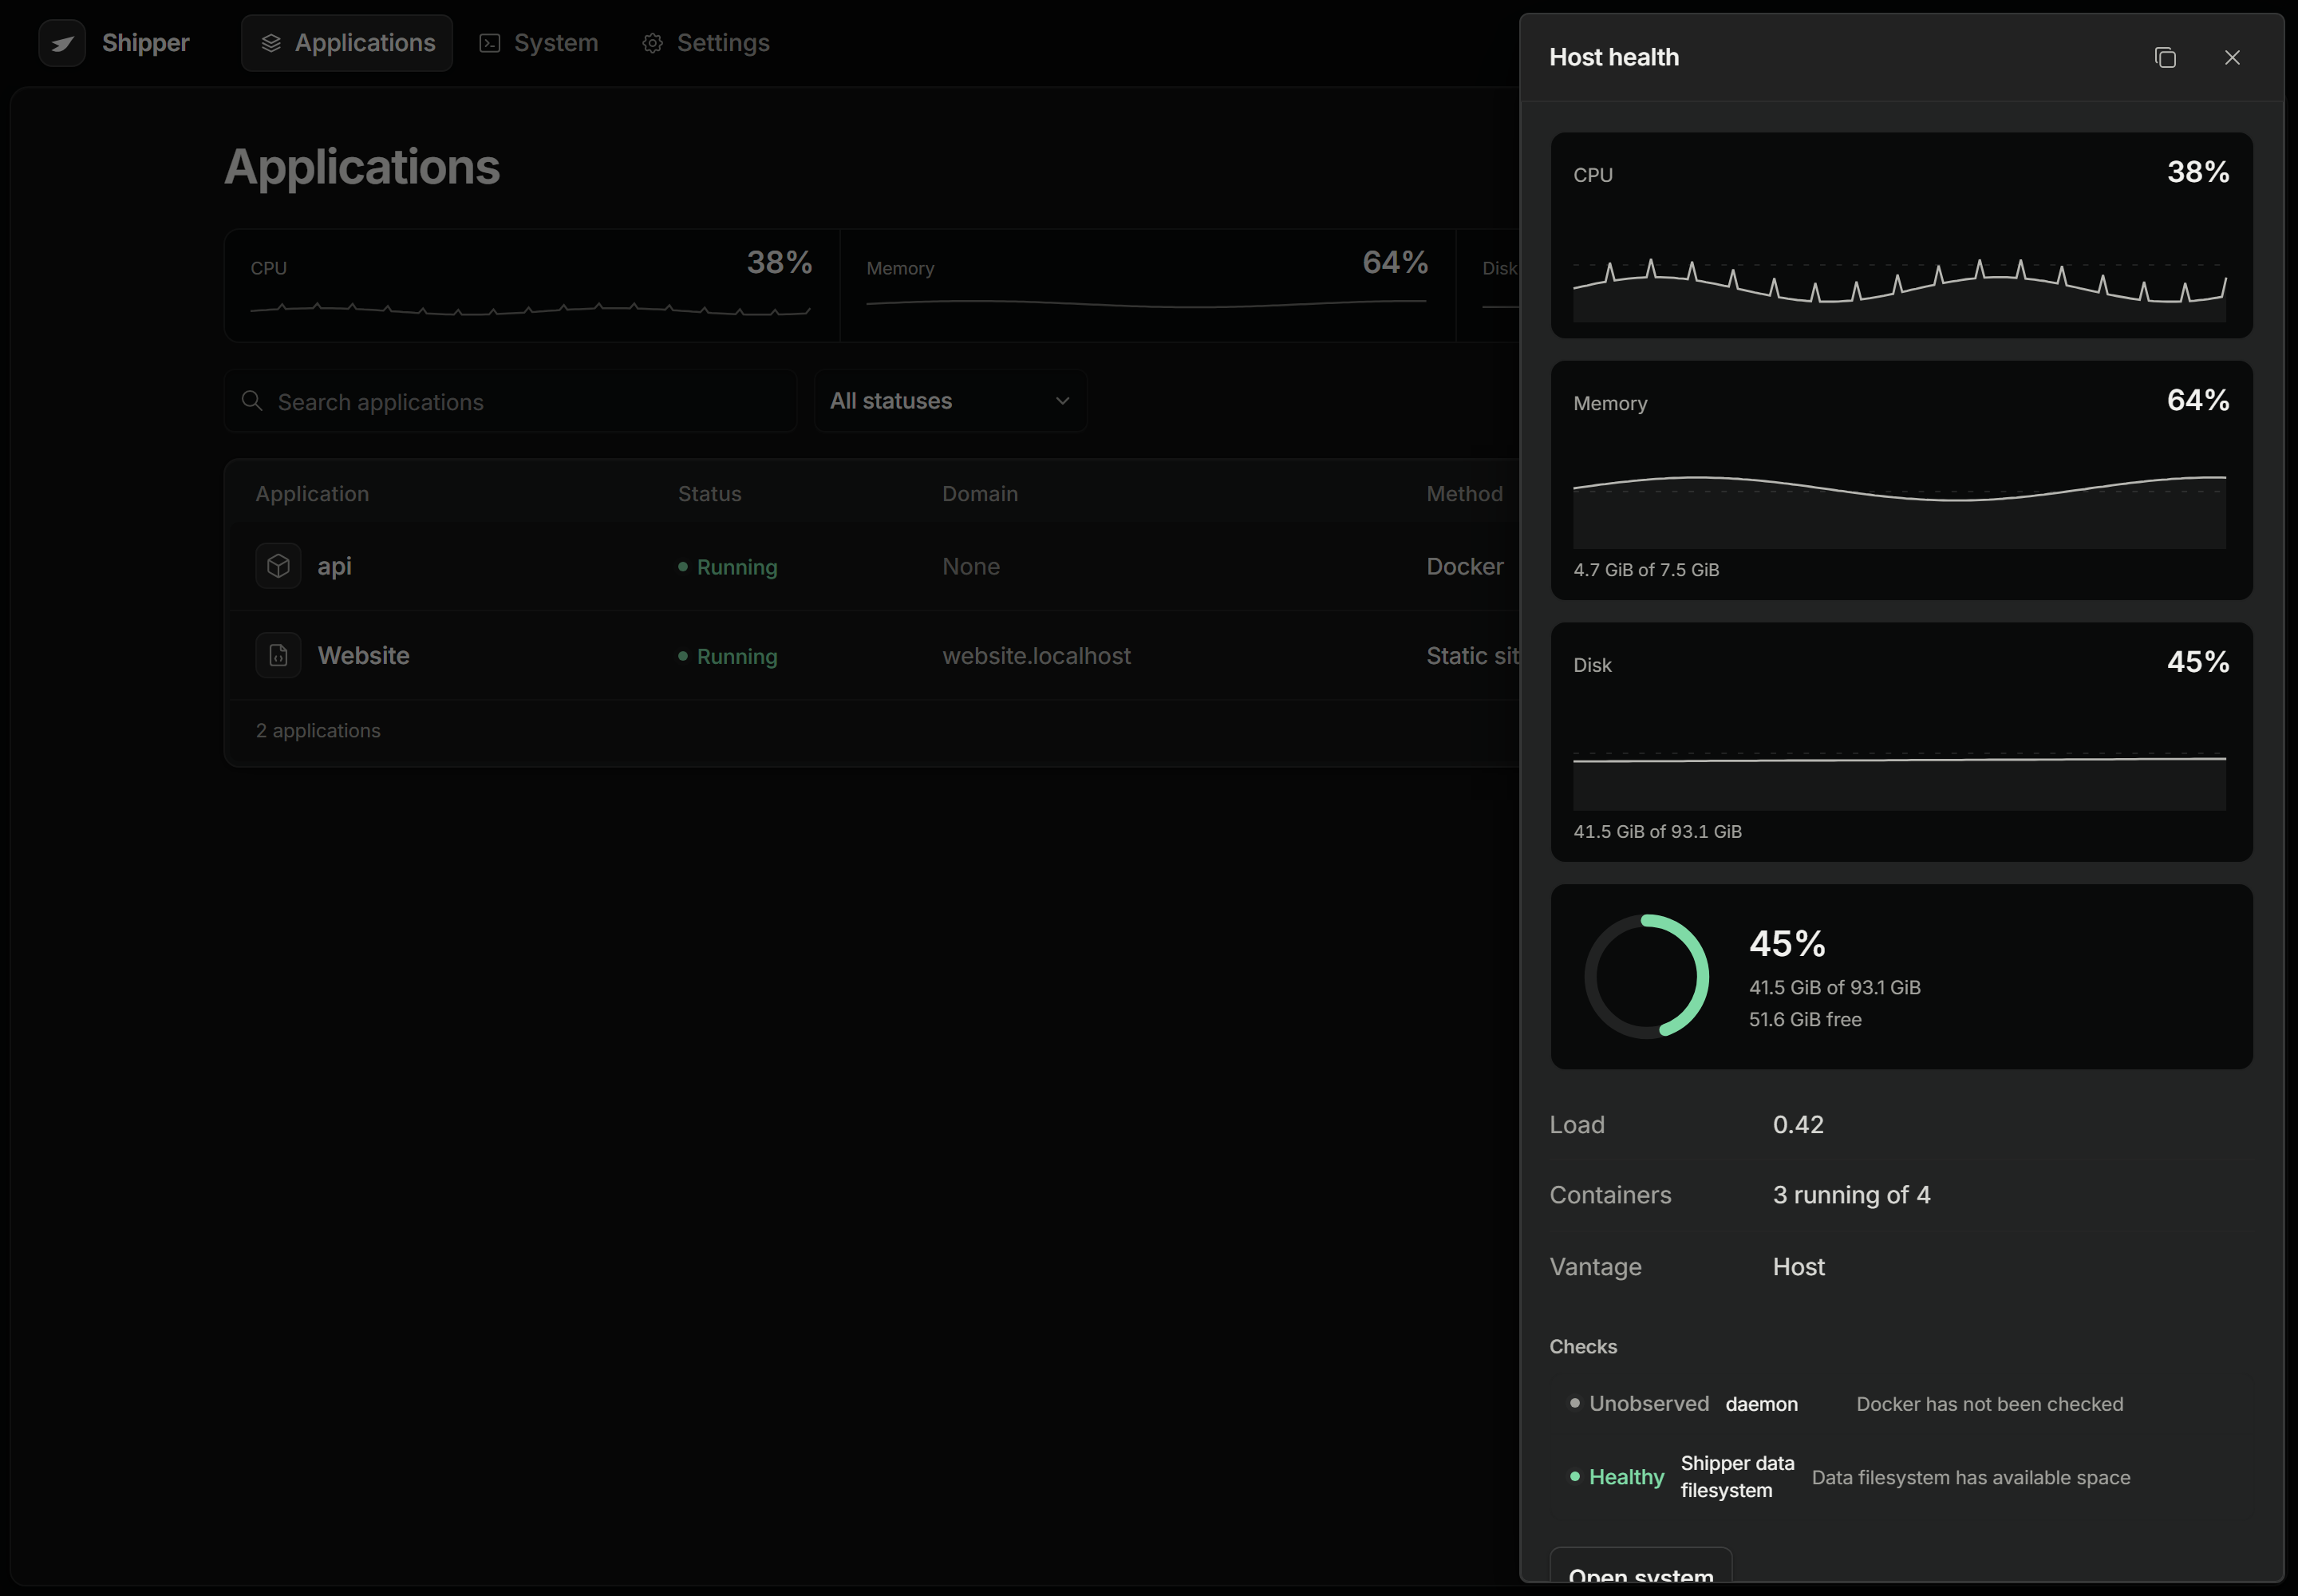 Shipper
Applications
System
Settings
Applications
CPU
38%
Memory
64%
Disk
Search applications
All statuses
Application
Status
Domain
Method
api
Running
None
Docker
Website
Running
website.localhost
Static sit
2 applications
Host health
CPU
38%
Memory
64%
4.7 GiB of 7.5 GiB
Disk
45%
41.5 GiB of 93.1 GiB
45%
41.5 GiB of 93.1 GiB
51.6 GiB free
Load
0.42
Containers
3 running of 4
Vantage
Host
Checks
Unobserved
daemon
Docker has not been checked
Healthy
Shipper data
filesystem
Data filesystem has available space
Open system